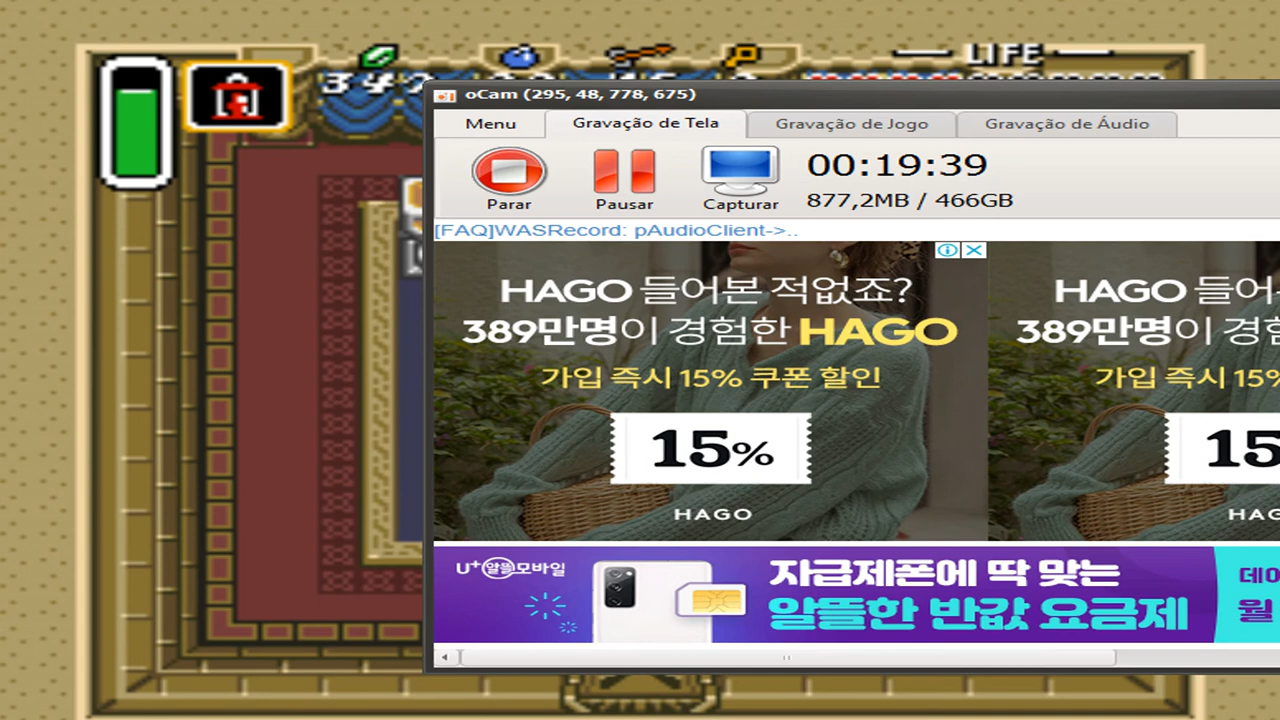 LIFE
oCam (295, 48, 778, 675)
Menu
Gravação de Tela
Gravação de Jogo
Gravação de Áudio
Parar
Pausar
Capturar
00:19:39
877,2MB / 466GB
[FAQ]WASRecord: pAudioClient->..
HAGO 들어본 적없죠?
389만명이 경험한 HAGO
가입 즉시 15% 쿠폰 할인
15%
HAGO
HAGO 들어
389만명이 경험
가입 즉시 15%
15
HAG
U+알뜰모바일
자급제폰에 딱 맞는
알뜰한 반값 요금제
데이
월